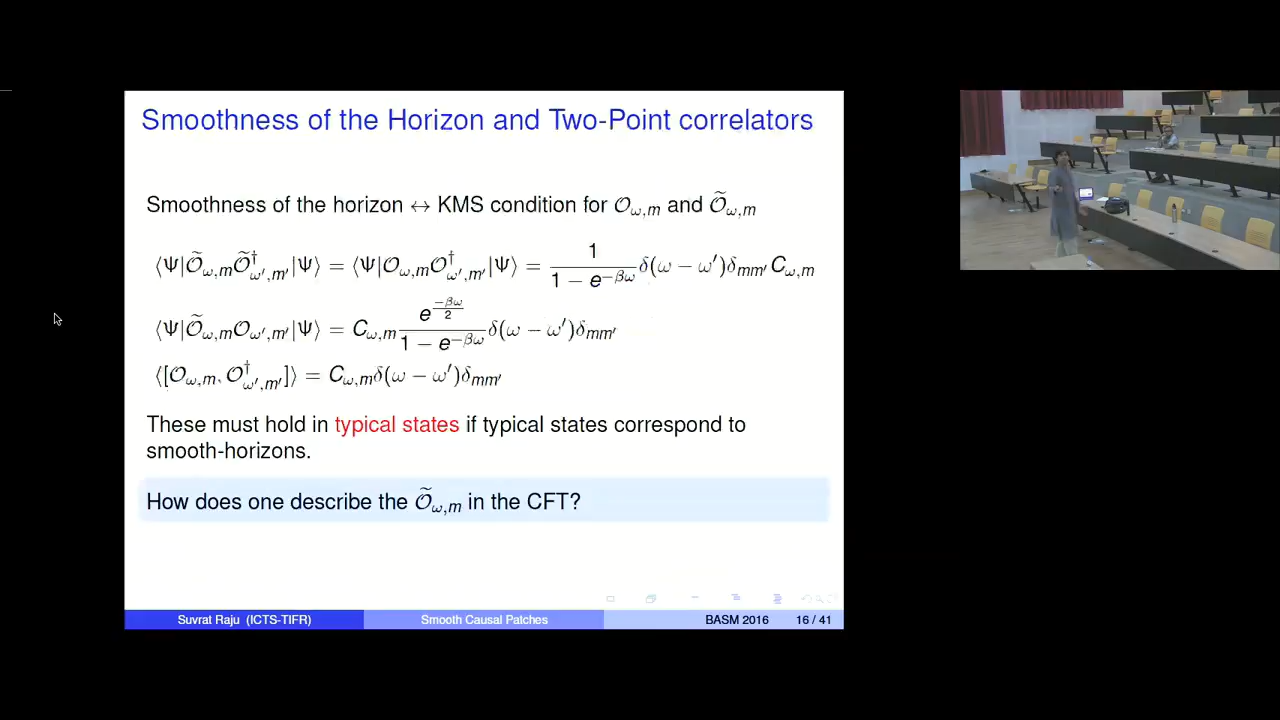 Smoothness of the Horizon and Two-Point correlators
Smoothness of the horizon ↔ KMS condition for 𝒪_{ω,m} and 𝒪̃_{ω,m}
⟨Ψ|𝒪̃_{ω,m}𝒪̃†_{ω′,m′}|Ψ⟩ = ⟨Ψ|𝒪_{ω,m}𝒪†_{ω′,m′}|Ψ⟩ = \frac{1}{1 − e^{−βω}}δ(ω − ω′)δ_{mm′}C_{ω,m}
⟨Ψ|𝒪̃_{ω,m}𝒪_{ω′,m′}|Ψ⟩ = C_{ω,m}\frac{e^{\frac{−βω}{2}}}{1 − e^{−βω}}δ(ω − ω′)δ_{mm′}
⟨[𝒪_{ω,m}, 𝒪†_{ω′,m′}]⟩ = C_{ω,m}δ(ω − ω′)δ_{mm′}
These must hold in typical states if typical states correspond to
smooth-horizons.
How does one describe the 𝒪̃_{ω,m} in the CFT?
Suvrat Raju (ICTS-TIFR) Smooth Causal Patches BASM 2016 16 / 41